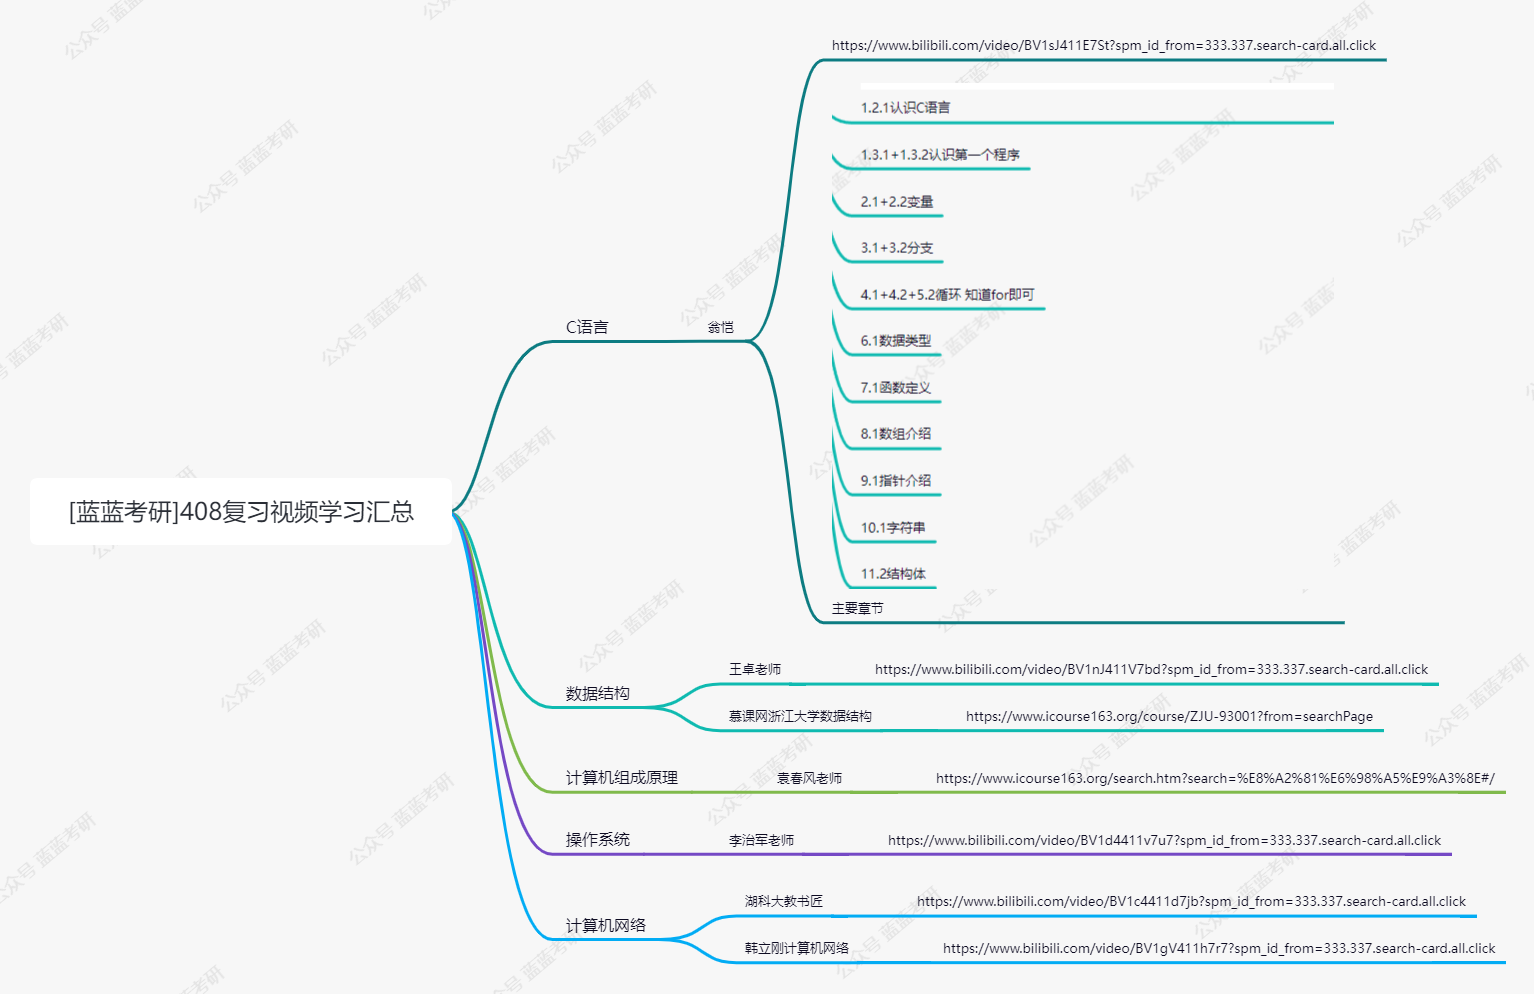 [蓝蓝考研]408复习视频学习汇总
C语言
翁恺
https://www.bilibili.com/video/BV1sJ411E7St?spm_id_from=333.337.search-card.all.click
1.2.1认识C语言
1.3.1+1.3.2认识第一个程序
2.1+2.2变量
3.1+3.2分支
4.1+4.2+5.2循环 知道for即可
6.1数据类型
7.1函数定义
8.1数组介绍
9.1指针介绍
10.1字符串
11.2结构体
主要章节
数据结构
王卓老师
https://www.bilibili.com/video/BV1nJ411V7bd?spm_id_from=333.337.search-card.all.click
慕课网浙江大学数据结构
https://www.icourse163.org/course/ZJU-93001?from=searchPage
计算机组成原理
袁春风老师
https://www.icourse163.org/search.htm?search=%E8%A2%81%E6%98%A5%E9%A3%8E#/
操作系统
李治军老师
https://www.bilibili.com/video/BV1d4411v7u7?spm_id_from=333.337.search-card.all.click
计算机网络
湖科大教书匠
https://www.bilibili.com/video/BV1c4411d7jb?spm_id_from=333.337.search-card.all.click
韩立刚计算机网络
https://www.bilibili.com/video/BV1gV411h7r7?spm_id_from=333.337.search-card.all.click
公众号 蓝蓝考研